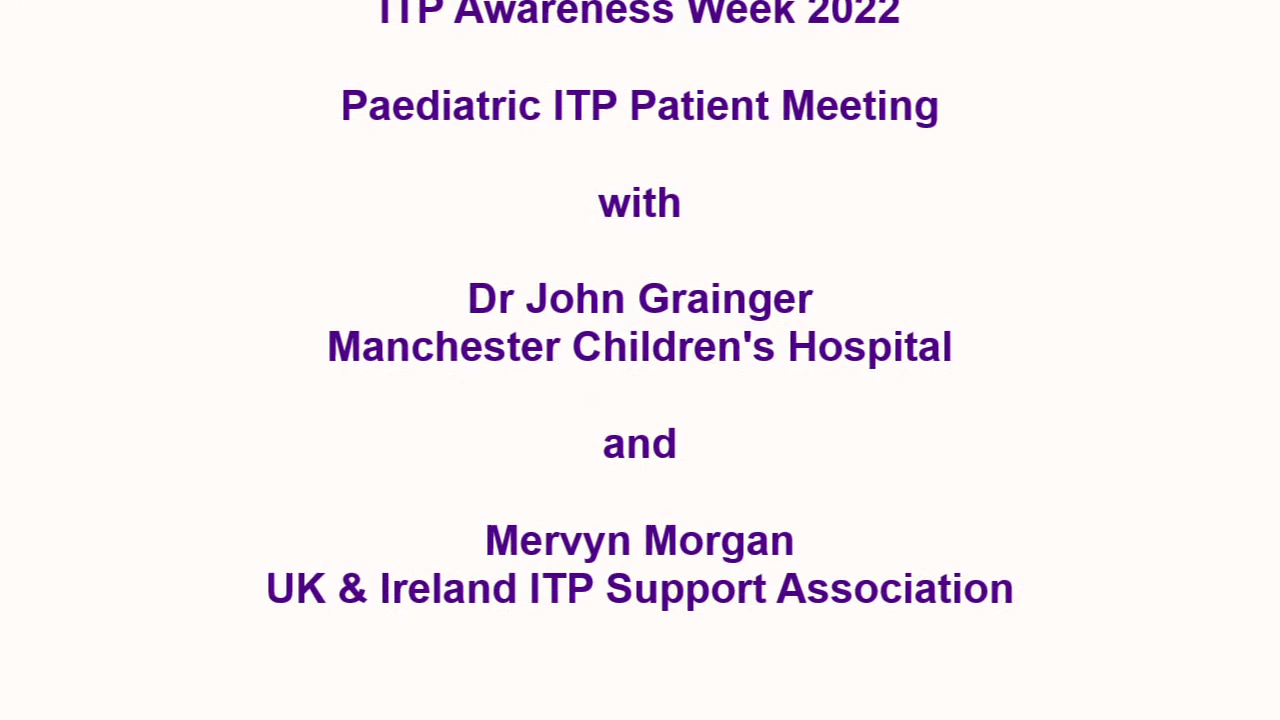 ITP Awareness Week 2022
Paediatric ITP Patient Meeting
with
Dr John Grainger
Manchester Children's Hospital
and
Mervyn Morgan
UK & Ireland ITP Support Association